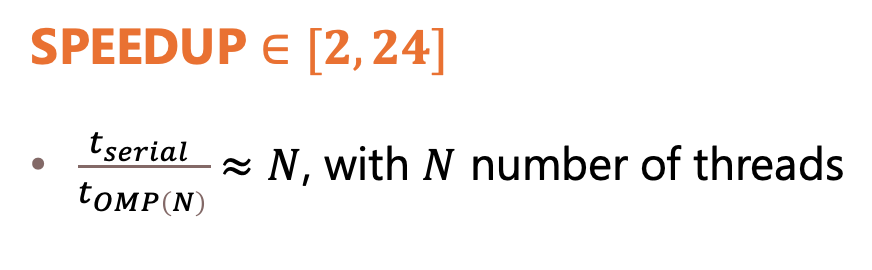 SPEEDUP ∈ [2, 24]
• t_serial / t_OMP(N) ≈ N, with N number of threads